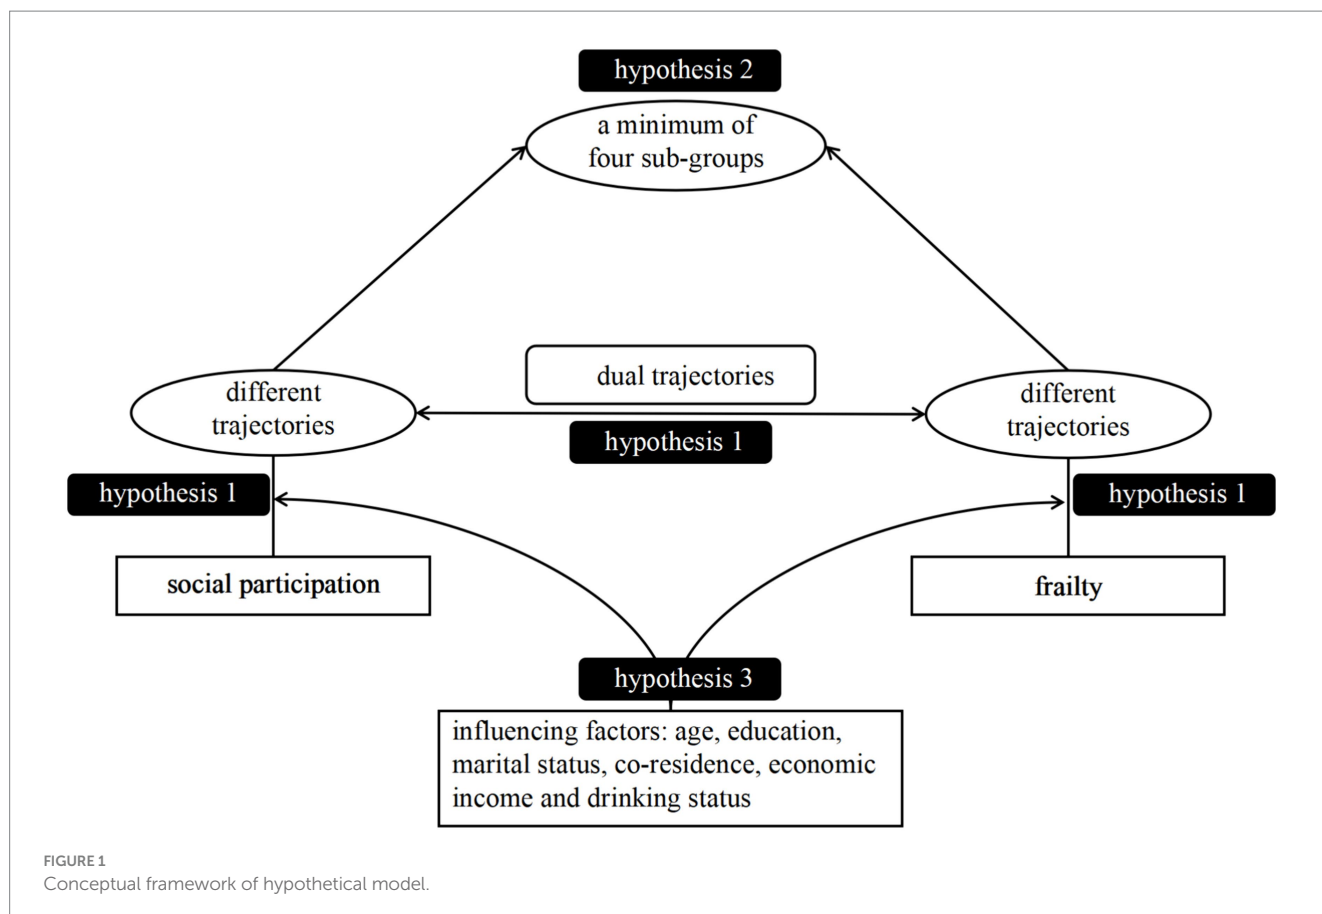 hypothesis 2
a minimum of
four sub-groups
dual trajectories
different
trajectories
different
trajectories
hypothesis 1
hypothesis 1
hypothesis 1
social participation
frailty
hypothesis 3
influencing factors: age, education,
marital status, co-residence, economic
income and drinking status
FIGURE 1
Conceptual framework of hypothetical model.